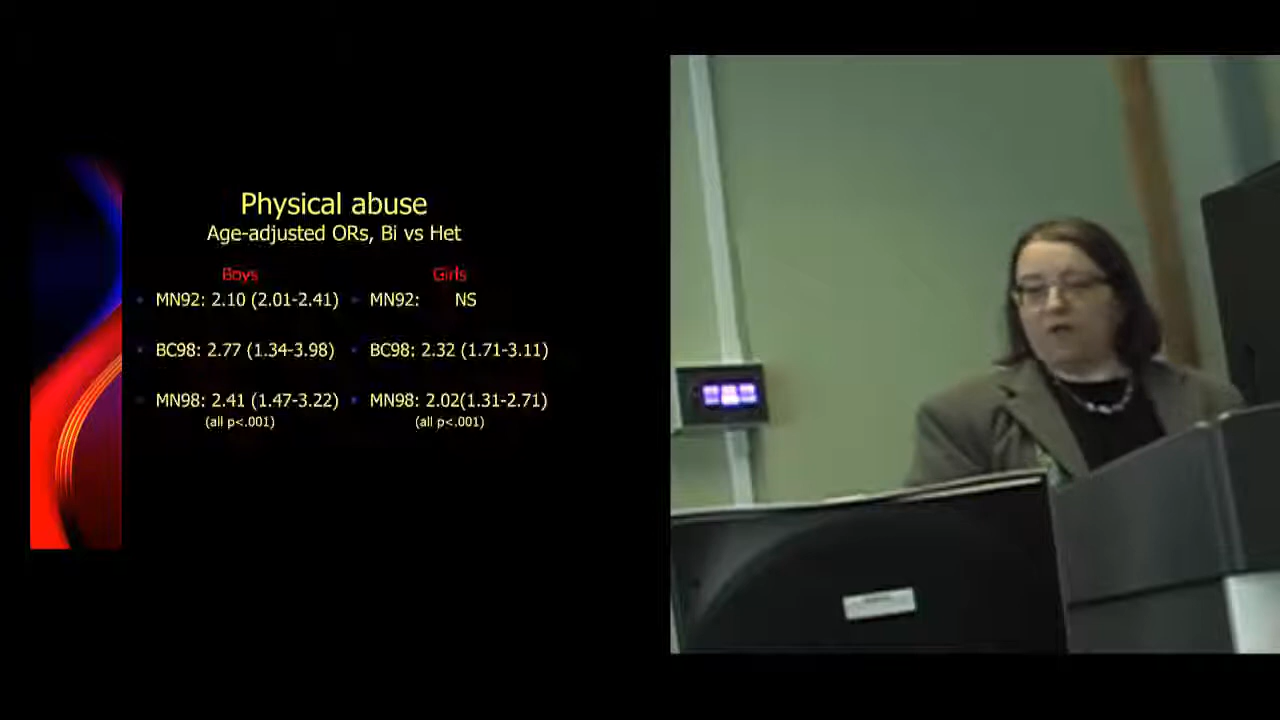 Physical abuse
Age-adjusted ORs, Bi vs Het
Boys
MN92: 2.10 (2.01-2.41)
BC98: 2.77 (1.34-3.98)
MN98: 2.41 (1.47-3.22)
(all p<.001)
Girls
MN92: NS
BC98: 2.32 (1.71-3.11)
MN98: 2.02(1.31-2.71)
(all p<.001)